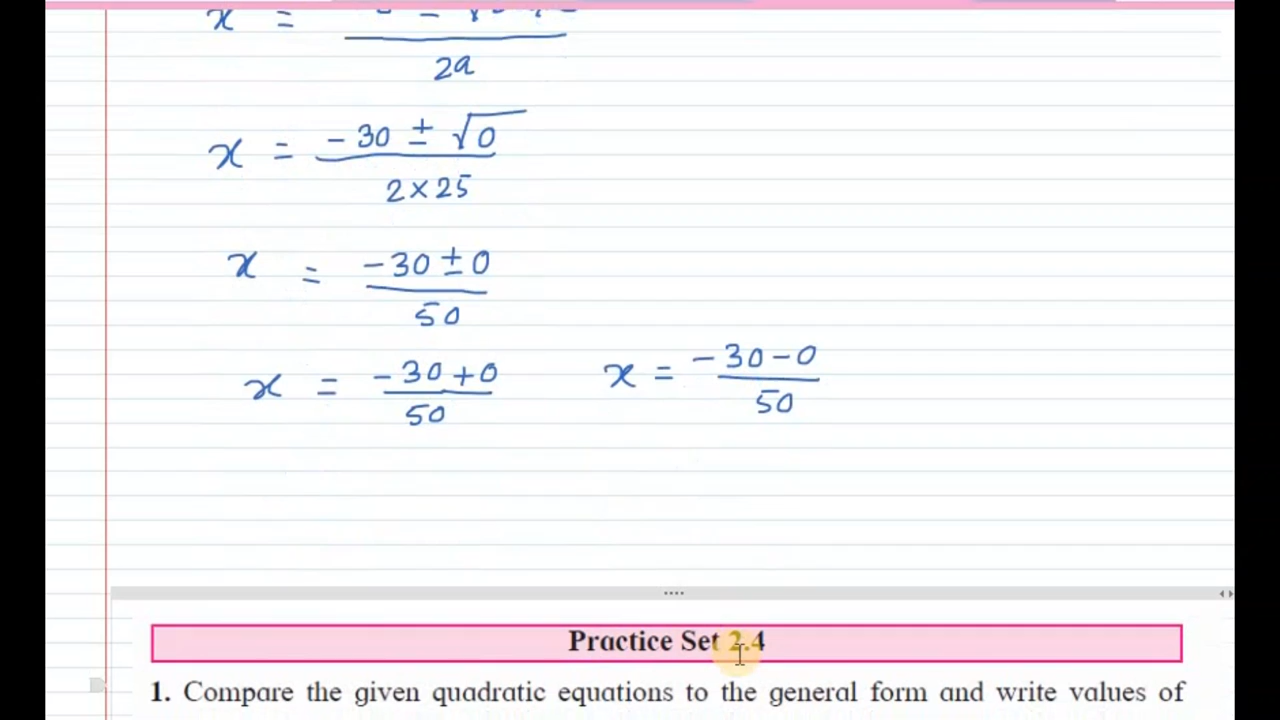 x =
2a
x = -30 ± √0
2×25
x = -30 ± 0
50
x = -30+0 x = -30-0
50 50
Practice Set 2.4
1. Compare the given quadratic equations to the general form and write values of